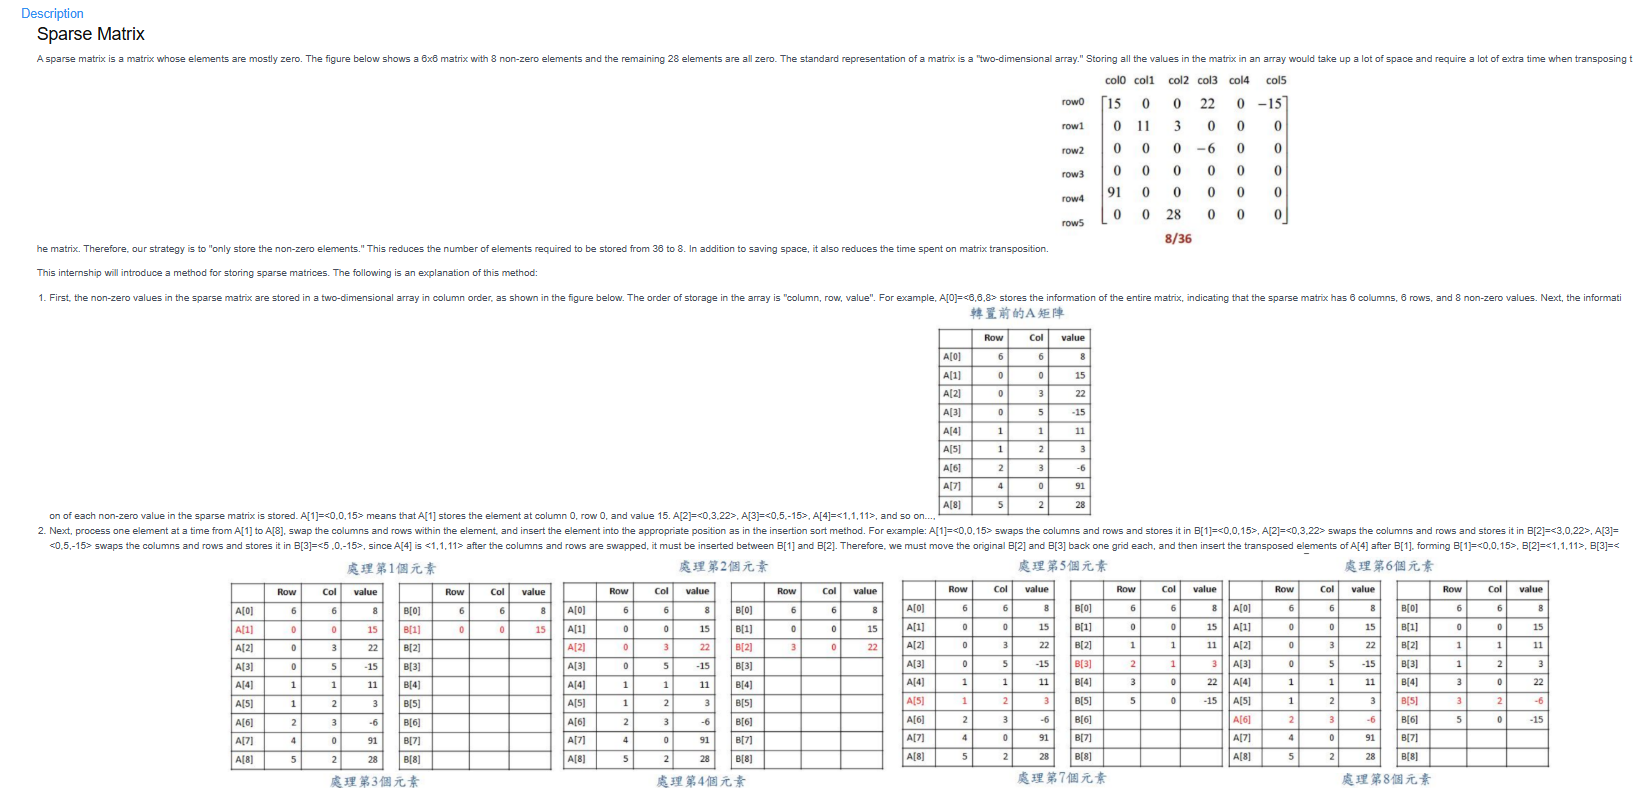 Description
Sparse Matrix
A sparse matrix is a matrix whose elements are mostly zero. The figure below shows a 6x6 matrix with 8 non-zero elements and the remaining 28 elements are all zero. The standard representation of a matrix is a "two-dimensional array." Storing all the values in the matrix in an array would take up a lot of space and require a lot of extra time when transposing t
col0 col1 col2 col3 col4 col5
row0 15 0 0 22 0 −15
row1 0 11 3 0 0 0
row2 0 0 0 −6 0 0
row3 0 0 0 0 0 0
row4 91 0 0 0 0 0
row5 0 0 28 0 0 0
8/36
he matrix. Therefore, our strategy is to "only store the non-zero elements." This reduces the number of elements required to be stored from 36 to 8. In addition to saving space, it also reduces the time spent on matrix transposition.
This internship will introduce a method for storing sparse matrices. The following is an explanation of this method:
1. First, the non-zero values in the sparse matrix are stored in a two-dimensional array in column order, as shown in the figure below. The order of storage in the array is "column, row, value". For example, A[0]=<6,6,8> stores the information of the entire matrix, indicating that the sparse matrix has 6 columns, 6 rows, and 8 non-zero values. Next, the informati
轉置前的A矩陣
Row Col value
A[0] 6 6 8
A[1] 0 0 15
A[2] 0 3 22
A[3] 0 5 -15
A[4] 1 1 11
A[5] 1 2 3
A[6] 2 3 -6
A[7] 4 0 91
A[8] 5 2 28
on of each non-zero value in the sparse matrix is stored. A[1]=<0,0,15> means that A[1] stores the element at column 0, row 0, and value 15. A[2]=<0,3,22>, A[3]=<0,5,-15>, A[4]=<1,1,11>, and so on....,
2. Next, process one element at a time from A[1] to A[8], swap the columns and rows within the element, and insert the element into the appropriate position as in the insertion sort method. For example: A[1]=<0,0,15> swaps the columns and rows and stores it in B[1]=<0,0,15>, A[2]=<0,3,22> swaps the columns and rows and stores it in B[2]=<3,0,22>, A[3]=
<0,5,-15> swaps the columns and rows and stores it in B[3]=<5 ,0,-15>, since A[4] is <1,1,11> after the columns and rows are swapped, it must be inserted between B[1] and B[2]. Therefore, we must move the original B[2] and B[3] back one grid each, and then insert the transposed elements of A[4] after B[1], forming B[1]=<0,0,15>, B[2]=<1,1,11>, B[3]=<
處理第1個元素 處理第2個元素 處理第5個元素 處理第6個元素
Row Col value Row Col value Row Col value Row Col value Row Col value Row Col value Row Col value Row Col value
A[0] 6 6 8 B[0] 6 6 8 A[0] 6 6 8 B[0] 6 6 8 A[0] 6 6 8 B[0] 6 6 8 A[0] 6 6 8 B[0] 6 6 8
A[1] 0 0 15 B[1] 0 0 15 A[1] 0 0 15 B[1] 0 0 15 A[1] 0 0 15 B[1] 0 0 15 A[1] 0 0 15 B[1] 0 0 15
A[2] 0 3 22 B[2] A[2] 0 3 22 B[2] 3 0 22 A[2] 0 3 22 B[2] 1 1 11 A[2] 0 3 22 B[2] 1 1 11
A[3] 0 5 -15 B[3] A[3] 0 5 -15 B[3] A[3] 0 5 -15 B[3] 2 1 3 A[3] 0 5 -15 B[3] 1 2 3
A[4] 1 1 11 B[4] A[4] 1 1 11 B[4] A[4] 1 1 11 B[4] 3 0 22 A[4] 1 1 11 B[4] 3 0 22
A[5] 1 2 3 B[5] A[5] 1 2 3 B[5] A[5] 1 2 3 B[5] 5 0 -15 A[5] 1 2 3 B[5] 3 2 -6
A[6] 2 3 -6 B[6] A[6] 2 3 -6 B[6] A[6] 2 3 -6 B[6] A[6] 2 3 -6 B[6] 5 0 -15
A[7] 4 0 91 B[7] A[7] 4 0 91 B[7] A[7] 4 0 91 B[7] A[7] 4 0 91 B[7]
A[8] 5 2 28 B[8] A[8] 5 2 28 B[8] A[8] 5 2 28 B[8] A[8] 5 2 28 B[8]
處理第3個元素 處理第4個元素 處理第7個元素 處理第8個元素